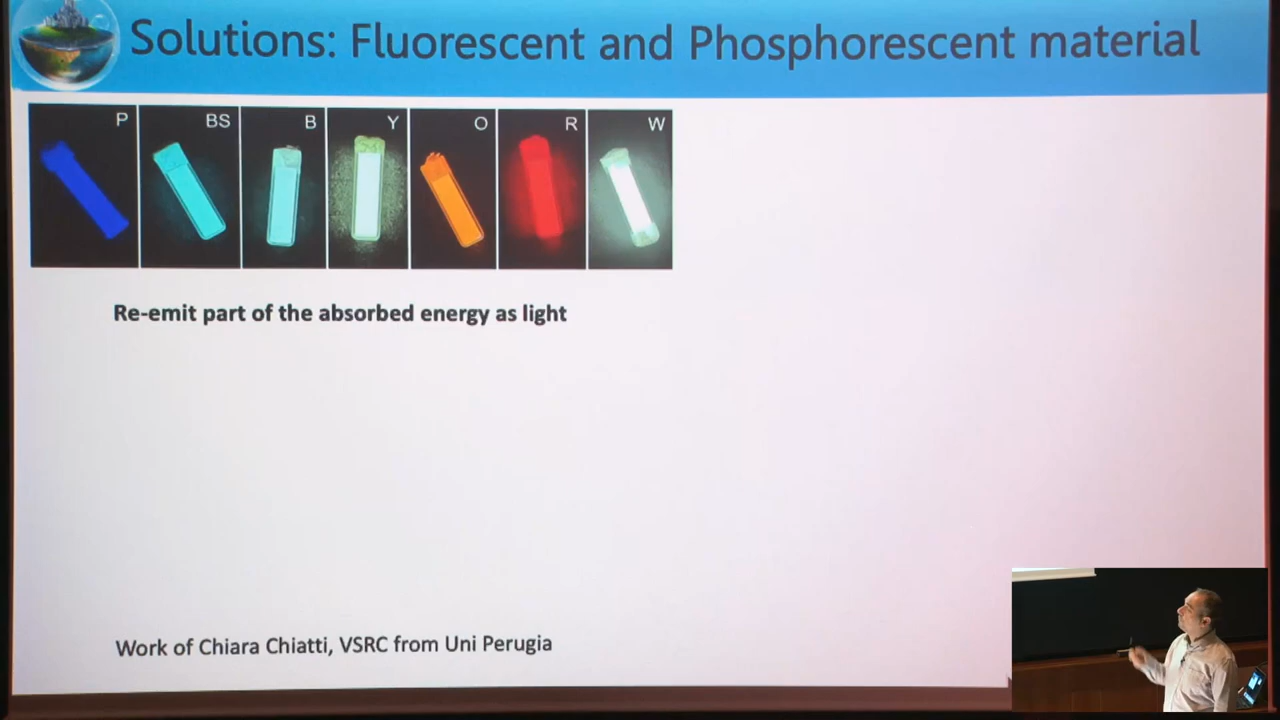 Solutions: Fluorescent and Phosphorescent material
P BS B Y O R W
Re-emit part of the absorbed energy as light
Work of Chiara Chiatti, VSRC from Uni Perugia